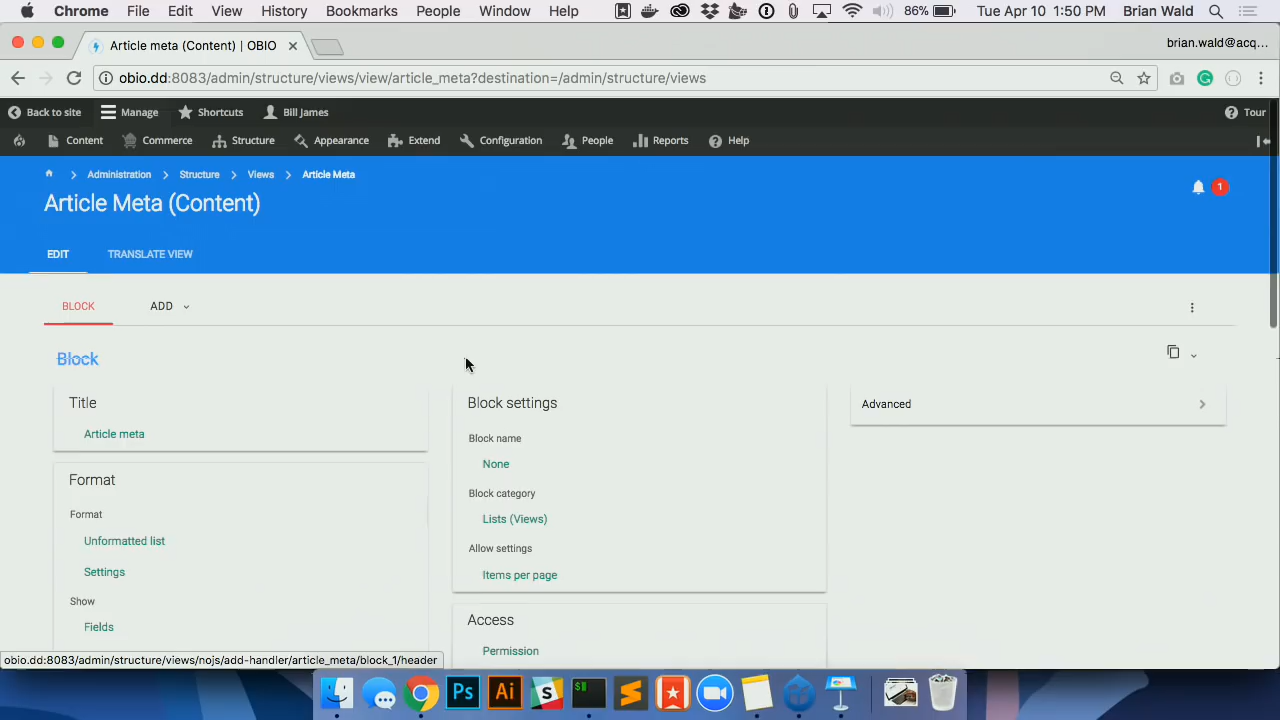 Chrome File Edit View History Bookmarks People Window Help 86% Tue Apr 10 1:50 PM Brian Wald
Article meta (Content) | OBIO
brian.wald@acq...
obio.dd:8083/admin/structure/views/view/article_meta?destination=/admin/structure/views
Back to site Manage Shortcuts Bill James Tour
Content Commerce Structure Appearance Extend Configuration People Reports Help
Administration Structure Views Article Meta
1
Article Meta (Content)
EDIT TRANSLATE VIEW
BLOCK ADD
Block
Title
Article meta
Format
Format
Unformatted list
Settings
Show
Fields
Block settings
Block name
None
Block category
Lists (Views)
Allow settings
Items per page
Access
Permission
Advanced
obio.dd:8083/admin/structure/views/nojs/add-handler/article_meta/block_1/header
Ps Ai S $